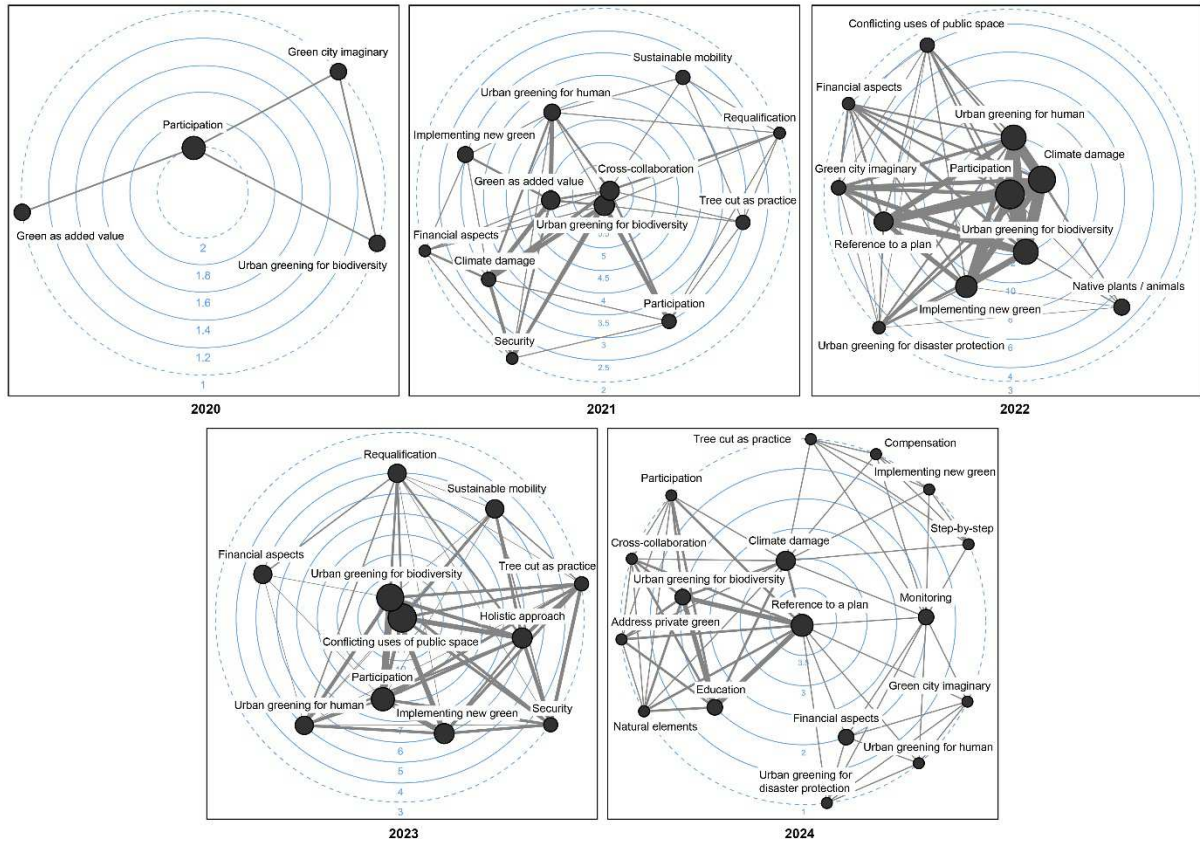 Green city imaginary
Participation
Green as added value
Urban greening for biodiversity
2
1.8
1.6
1.4
1.2
1
2020
Sustainable mobility
Urban greening for human
Requalification
Implementing new green
Cross-collaboration
Green as added value
Tree cut as practice
Urban greening for biodiversity
Financial aspects
Climate damage
Participation
Security
5
4.5
4
3.5
3
2.5
2
2021
Conflicting uses of public space
Financial aspects
Urban greening for human
Climate damage
Participation
Green city imaginary
Urban greening for biodiversity
Reference to a plan
Native plants / animals
Implementing new green
Urban greening for disaster protection
10
6
4
3
2022
Requalification
Sustainable mobility
Financial aspects
Urban greening for biodiversity
Tree cut as practice
Holistic approach
Conflicting uses of public space
Participation
Urban greening for human
Implementing new green
Security
7
6
5
4
3
2023
Tree cut as practice
Compensation
Participation
Implementing new green
Step-by-step
Cross-collaboration
Climate damage
Urban greening for biodiversity
Reference to a plan
Monitoring
Address private green
Education
Green city imaginary
Natural elements
Financial aspects
Urban greening for human
Urban greening for
disaster protection
3
2
1
2024